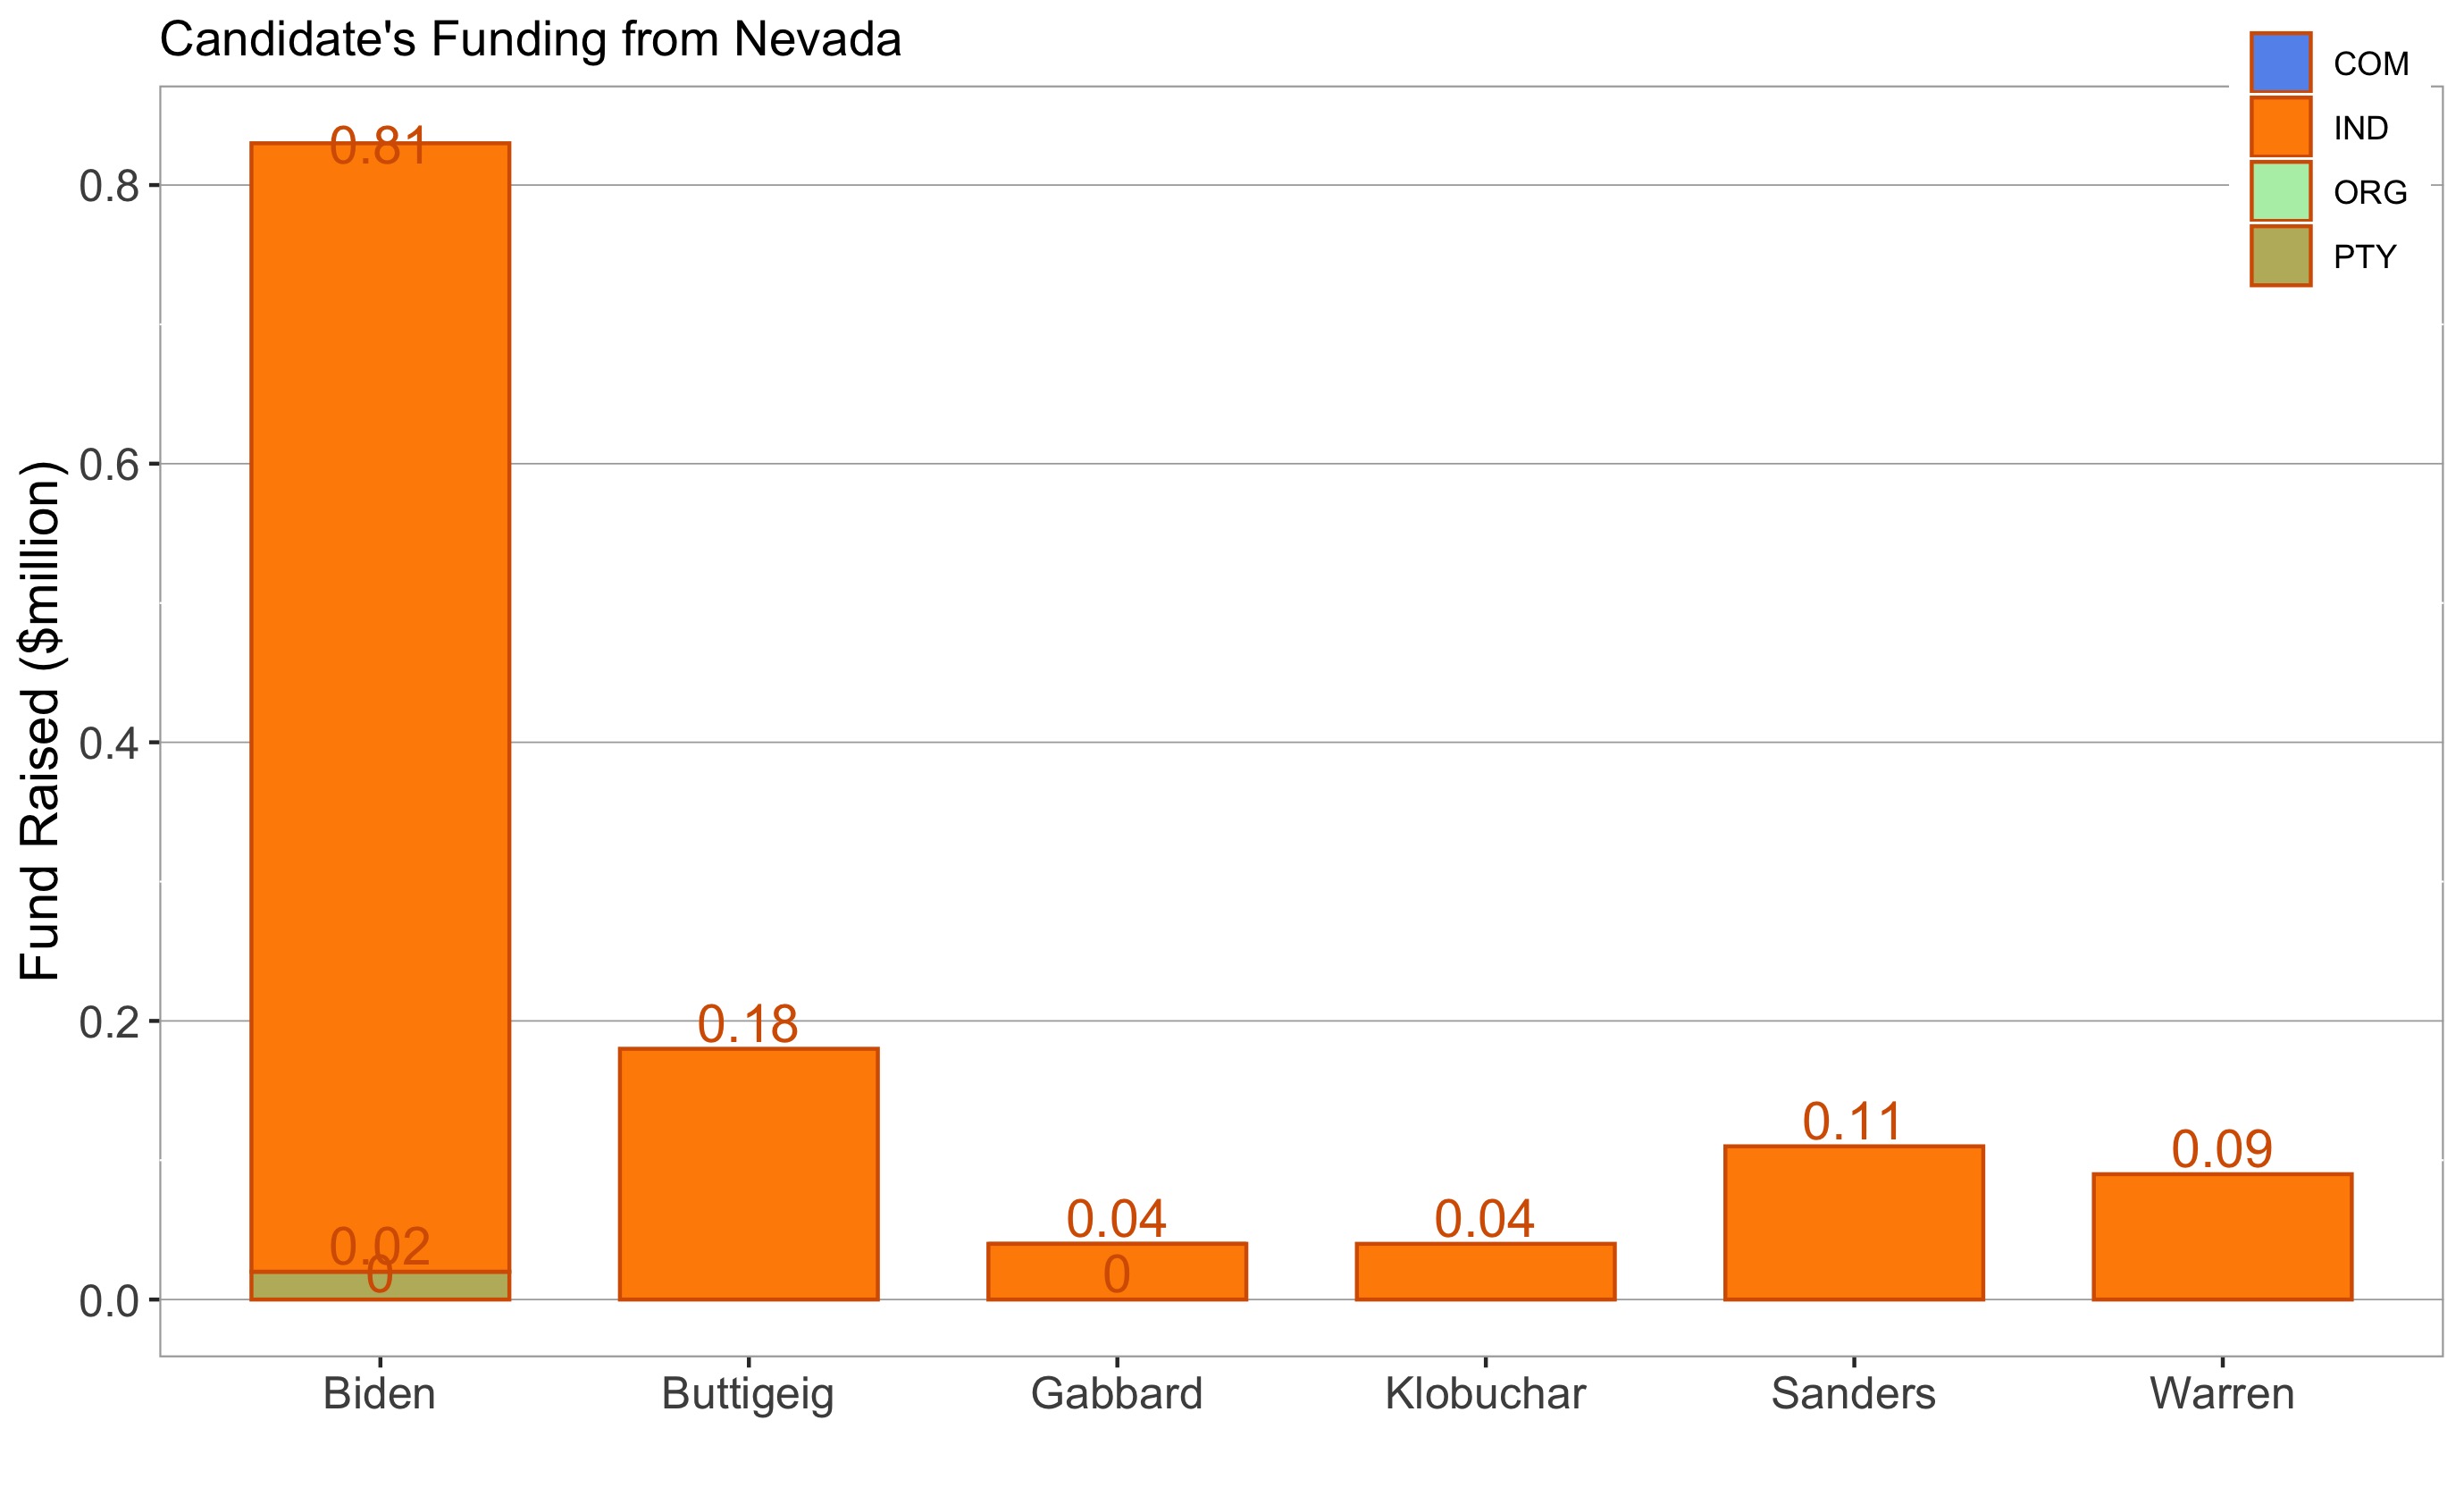 Candidate's Funding from Nevada
COM
IND
ORG
PTY
Fund Raised ($million)
0.8
0.6
0.4
0.2
0.0
0.81
0.02
0
0.18
0.04
0
0.04
0.11
0.09
Biden
Buttigeig
Gabbard
Klobuchar
Sanders
Warren